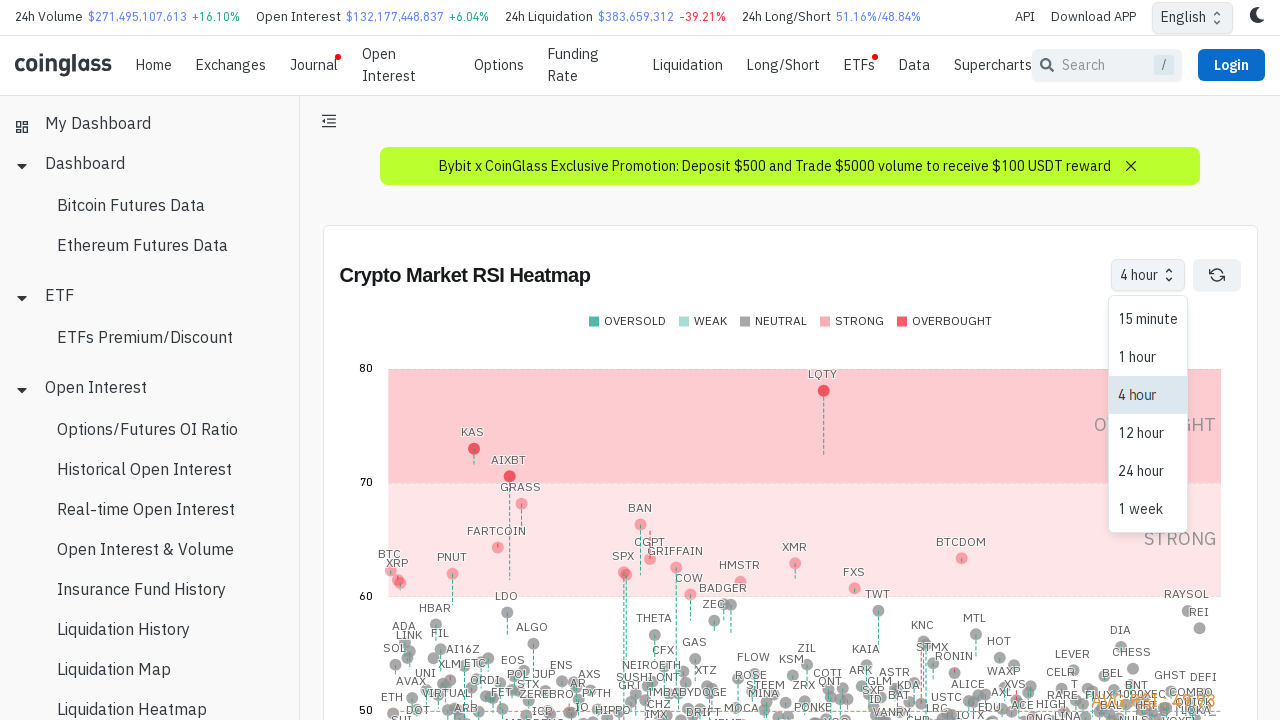 24h Volume $271,495,107,613 +16.10% Open Interest $132,177,448,837 +6.04% 24h Liquidation $383,659,312 -39.21% 24h Long/Short 51.16%/48.84% API Download APP English
coinglass Home Exchanges Journal Open Interest Options Funding Rate Liquidation Long/Short ETFs Data Supercharts Search / Login
My Dashboard
Dashboard
Bitcoin Futures Data
Ethereum Futures Data
ETF
ETFs Premium/Discount
Open Interest
Options/Futures OI Ratio
Historical Open Interest
Real-time Open Interest
Open Interest & Volume
Insurance Fund History
Liquidation History
Liquidation Map
Liquidation Heatmap
Bybit x CoinGlass Exclusive Promotion: Deposit $500 and Trade $5000 volume to receive $100 USDT reward
Crypto Market RSI Heatmap
4 hour
15 minute
1 hour
4 hour
12 hour
24 hour
1 week
OVERSOLD WEAK NEUTRAL STRONG OVERBOUGHT
80
LQTY
KAS
AIXBT
70
GRASS
BAN
FARTCOIN
STRONG
CGPT
BTCDOM
XMR
GRIFFAIN
BTC
SPX
PNUT
XRP
HMSTR
FXS
COW
BADGER
60
LDO
TWT
RAYSOL
ZEC
HBAR
REI
THETA
MTL
ADA
ALGO
KNC
DIA
LINK
FIL
GAS
HOT
SOL
AI16Z
CFX
ZIL
KAIA
STMX
CHESS
LEVER
RONIN
FLOW
KSM
XLM
ETC
EOS
ENS
NEIROETH
XTZ
ARK
ASTR
WAXP
UNI
POL
JUP
AXS
SUSHI
ONT
ROSE
COTI
CELR
BEL
GHST
DEFI
AVAX
ORDI
STX
AR
STEEM
ZRX
QNT
GLM
KDA
ALICE
XVS
T
BNT
COMBO
ETH
VIRTUAL
FET
ZEREBRO
PYTH
BABYDOGE
MINA
SXP
BAT
USTC
AXL
RARE
FLUX
DOT
ARB
IO
HIPPO
CHZ
MOCA
PONKE
LRC
EDU
ACE
HIGH
50
ICP
IMX
DRIFT
VANRY
IOTX
LINA